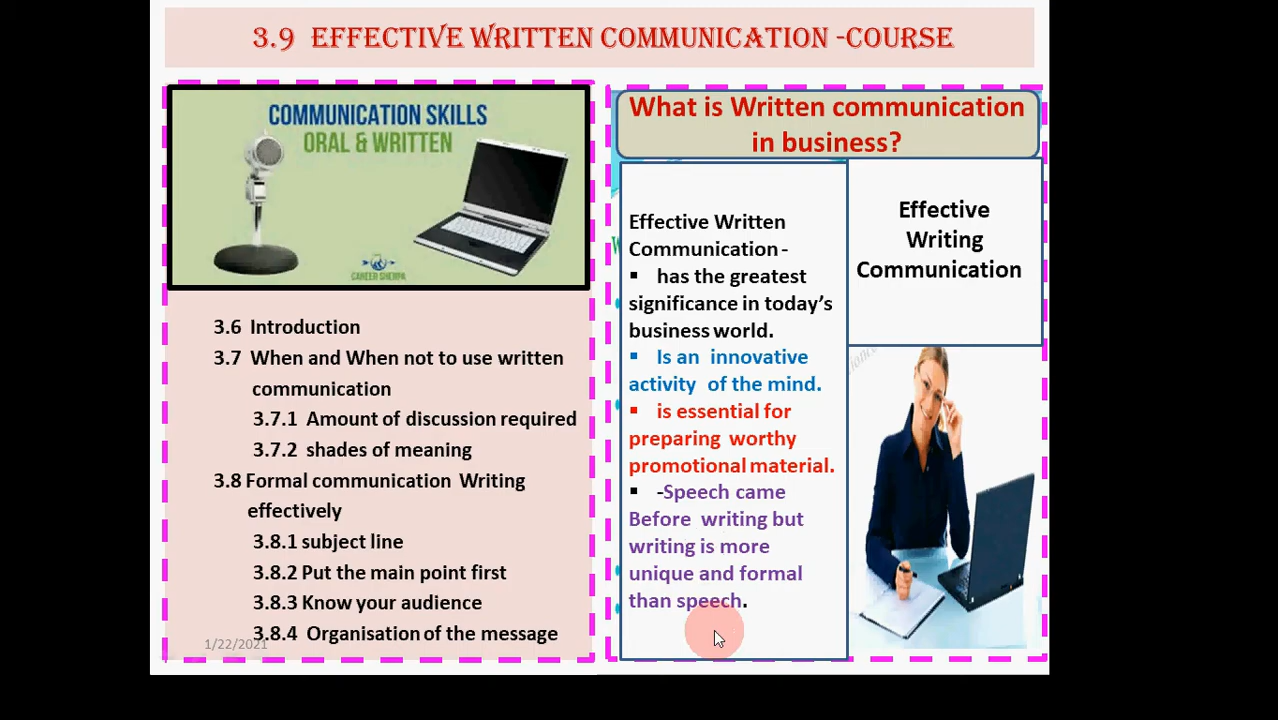 3.9 EFFECTIVE WRITTEN COMMUNICATION -COURSE
COMMUNICATION SKILLS
ORAL & WRITTEN
CAREER SHERPA
3.6 Introduction
3.7 When and When not to use written
communication
3.7.1 Amount of discussion required
3.7.2 shades of meaning
3.8 Formal communication Writing
effectively
3.8.1 subject line
3.8.2 Put the main point first
3.8.3 Know your audience
3.8.4 Organisation of the message
1/22/2021
What is Written communication
in business?
Effective Written
Communication -
▪ has the greatest
significance in today's
business world.
▪ Is an innovative
activity of the mind.
▪ is essential for
preparing worthy
promotional material.
▪ -Speech came
Before writing but
writing is more
unique and formal
than speech.
Effective
Writing
Communication